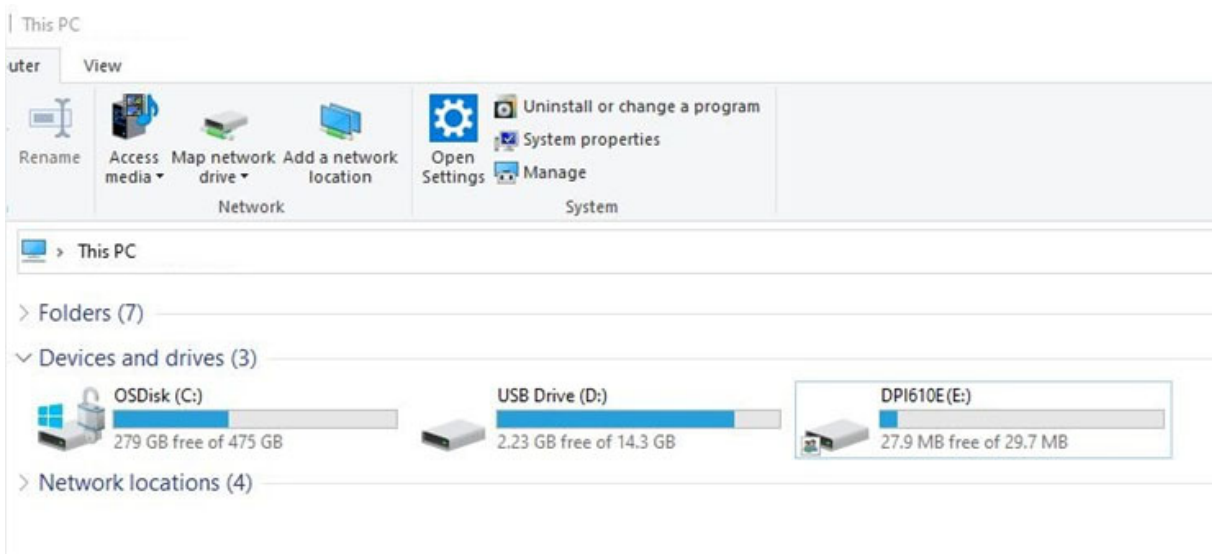 This PC
uter View
Rename
Access media
Map network drive
Add a network location
Network
Open Settings
Uninstall or change a program
System properties
Manage
System
> This PC
Folders (7)
Devices and drives (3)
OSDisk (C:)
279 GB free of 475 GB
USB Drive (D:)
2.23 GB free of 14.3 GB
DPI610E(E:)
27.9 MB free of 29.7 MB
Network locations (4)